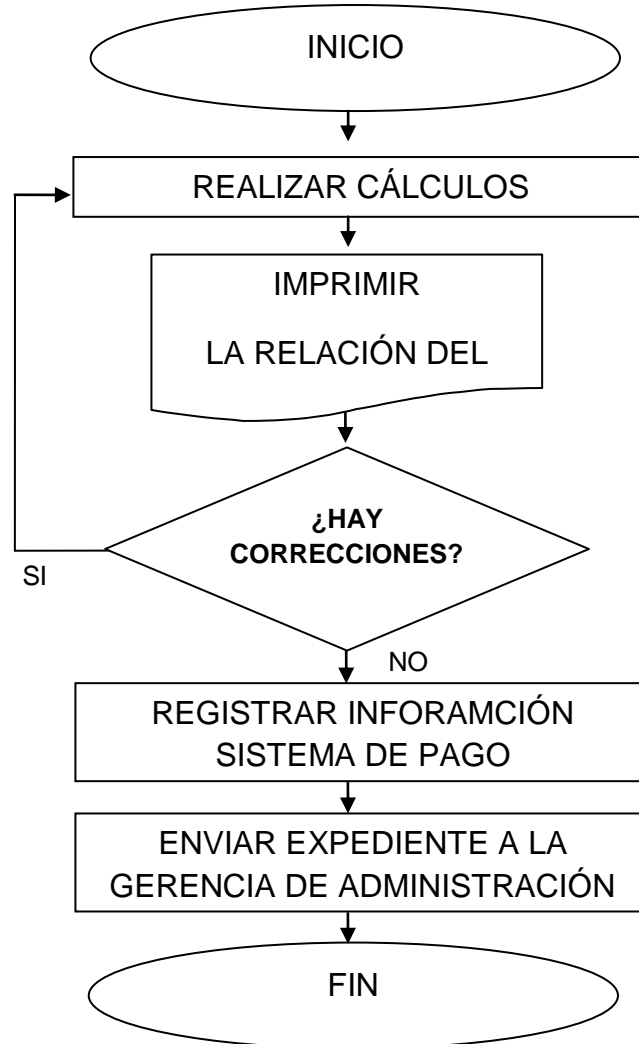 INICIO
REALIZAR CÁLCULOS
IMPRIMIR
LA RELACIÓN DEL
¿HAY
CORRECCIONES?
SI
NO
REGISTRAR INFORAMCIÓN
SISTEMA DE PAGO
ENVIAR EXPEDIENTE A LA
GERENCIA DE ADMINISTRACIÓN
FIN